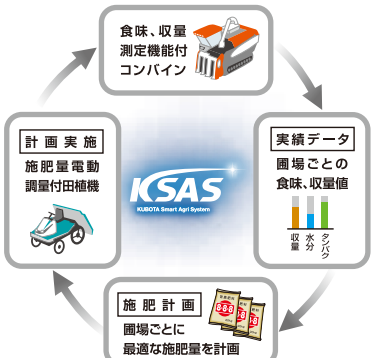 食味、収量
測定機能付
コンバイン
実績データ
圃場ごとの
食味、収量値
収量
水分
タンパク
施肥計画
888
圃場ごとに
最適な施肥量を計画
計画実施
施肥量電動
調量付田植機
KSAS
KUBOTA Smart Agri System